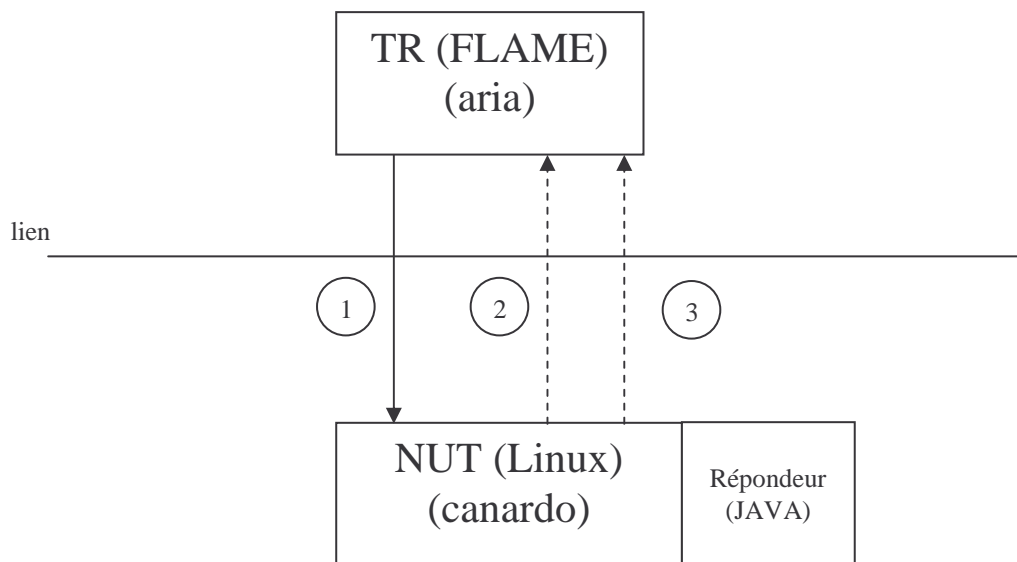 TR (FLAME)
(aria)
lien
1
2
3
NUT (Linux)
(canardo)
Répondeur
(JAVA)